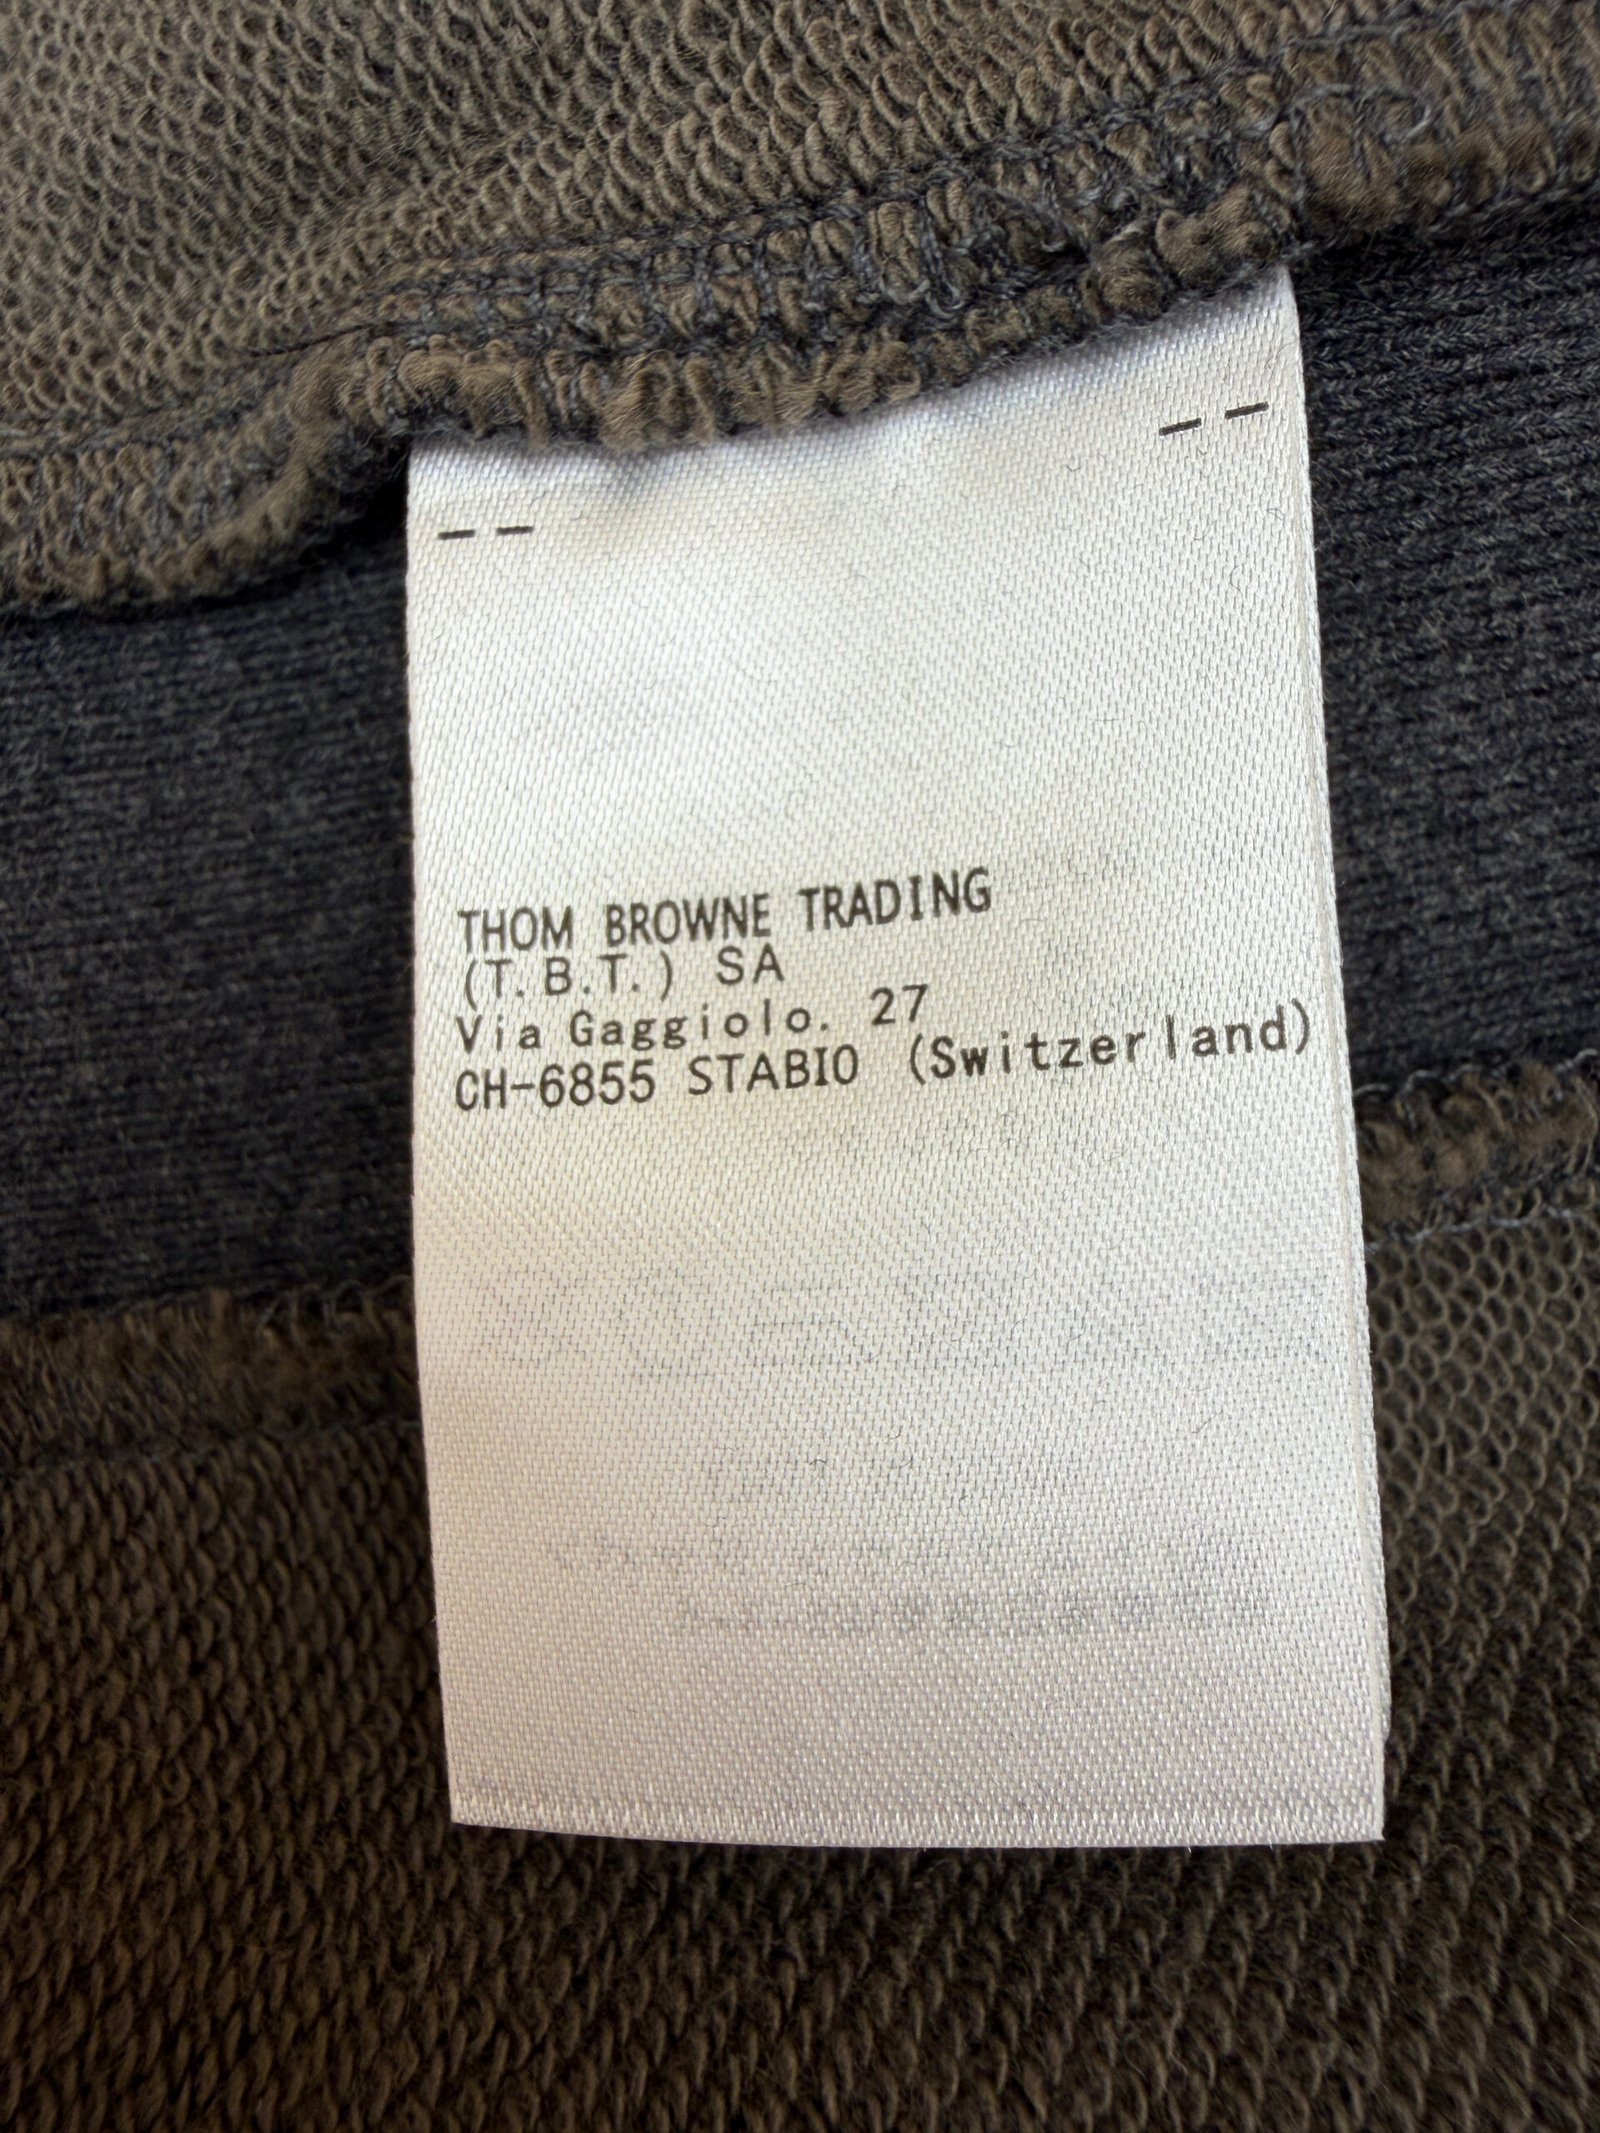 THOM BROWNE TRADING
(T.B.T.) SA
Via Gaggiolo. 27
CH-6855 STABIO (Switzerland)